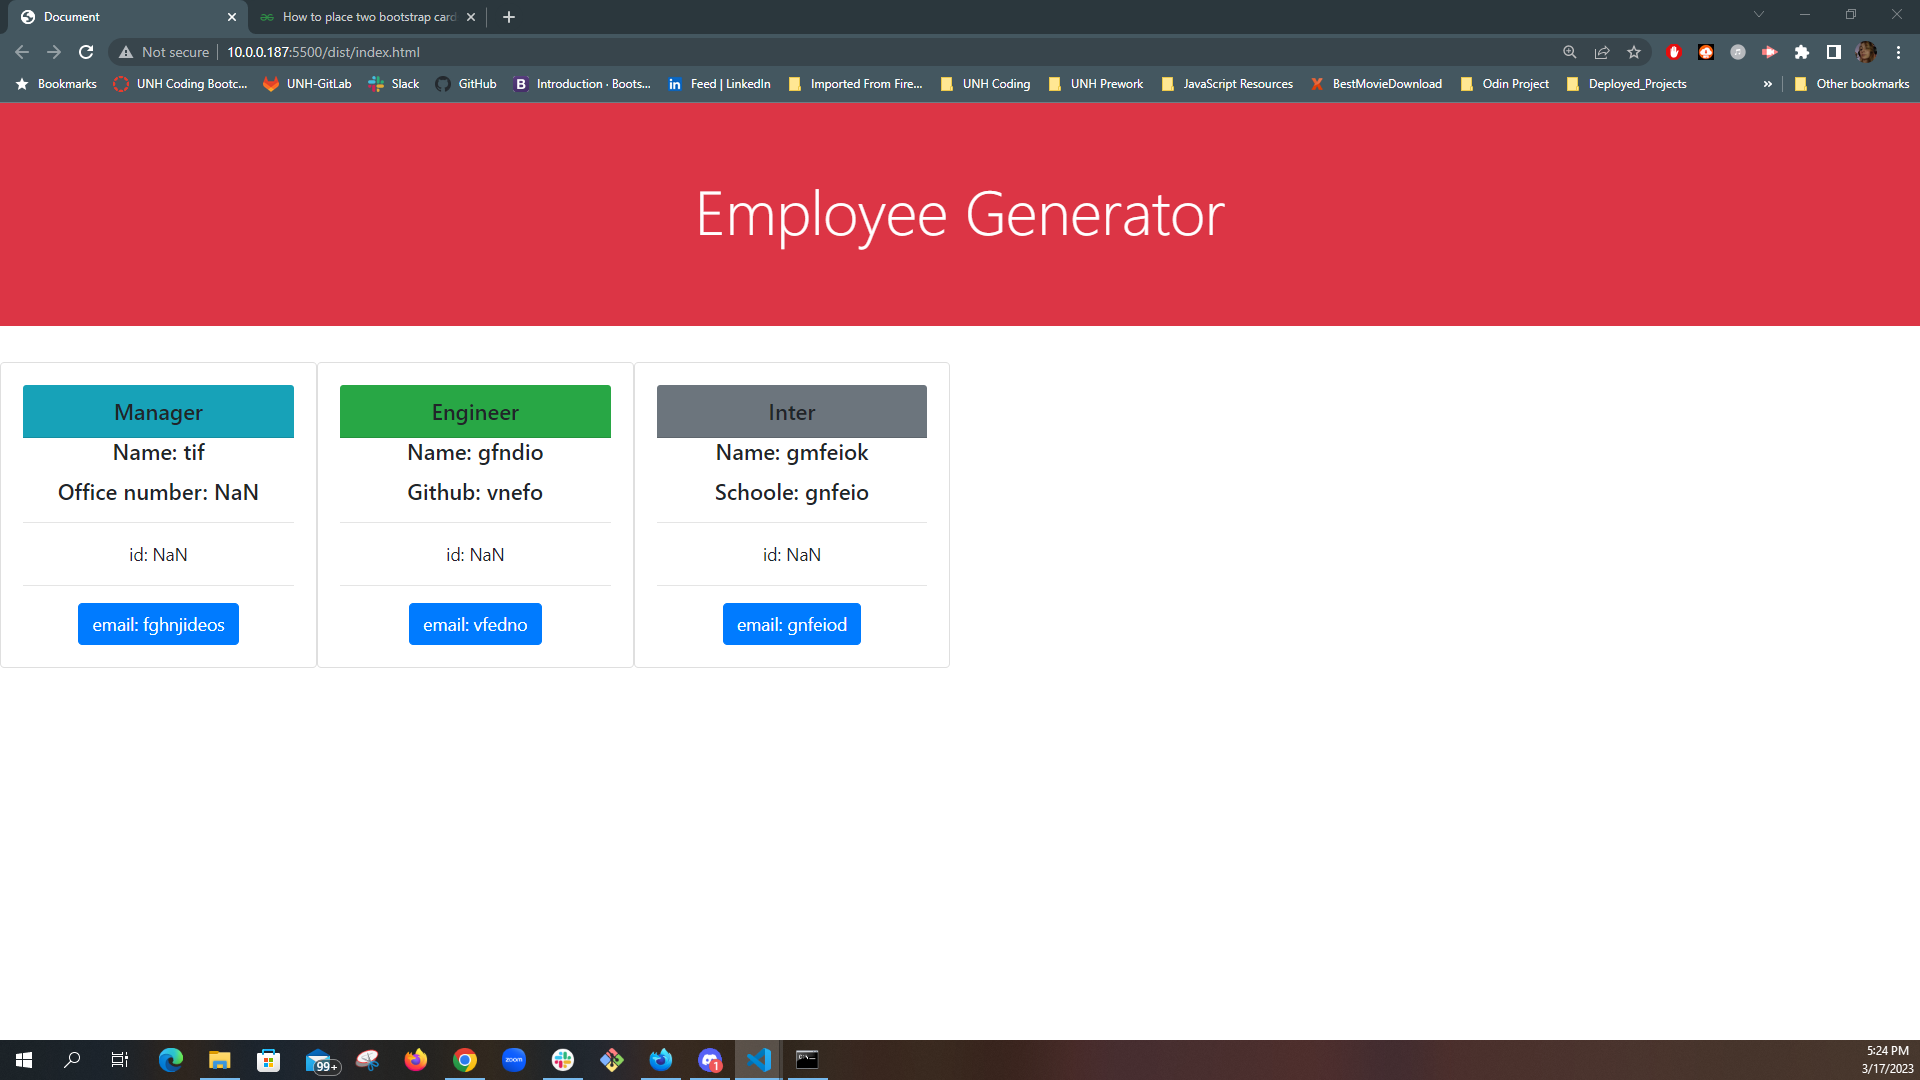 Document
How to place two bootstrap card
Not secure
10.0.0.187:5500/dist/index.html
Bookmarks
UNH Coding Bootc...
UNH-GitLab
Slack
GitHub
Introduction · Boots...
Feed | LinkedIn
Imported From Fire...
UNH Coding
UNH Prework
JavaScript Resources
BestMovieDownload
Odin Project
Deployed_Projects
»
Other bookmarks
Employee Generator
Manager
Name: tif
Office number: NaN
id: NaN
email: fghnjideos
Engineer
Name: gfndio
Github: vnefo
id: NaN
email: vfedno
Inter
Name: gmfeiok
Schoole: gnfeio
id: NaN
email: gnfeiod
99+
zoom
1
5:24 PM
3/17/2023